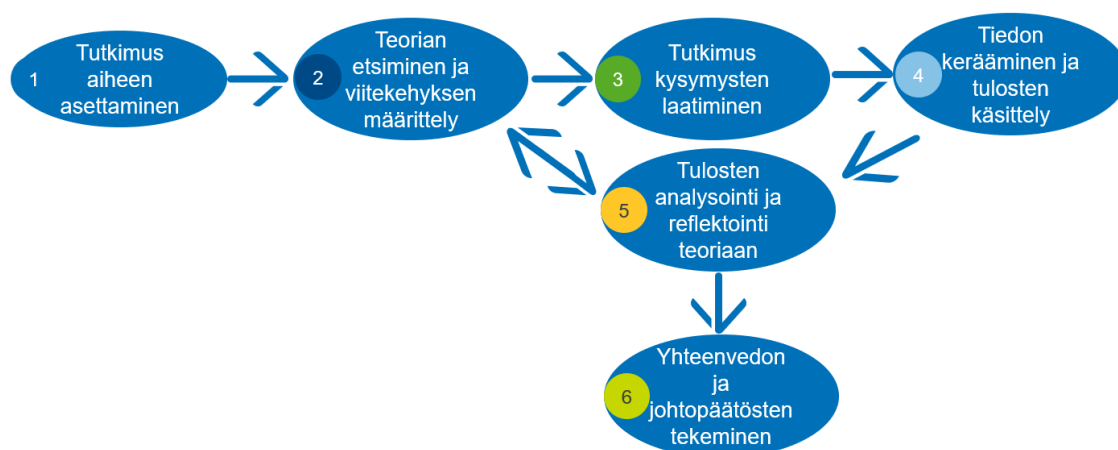 1
Tutkimus
aiheen
asettaminen
2
Teorian
etsiminen ja
viitekehyksen
määrittely
3
Tutkimus
kysymysten
laatiminen
4
Tiedon
kerääminen ja
tulosten
käsittely
5
Tulosten
analysointi ja
reflektointi
teoriaan
6
Yhteenvedon
ja
johtopäätösten
tekeminen